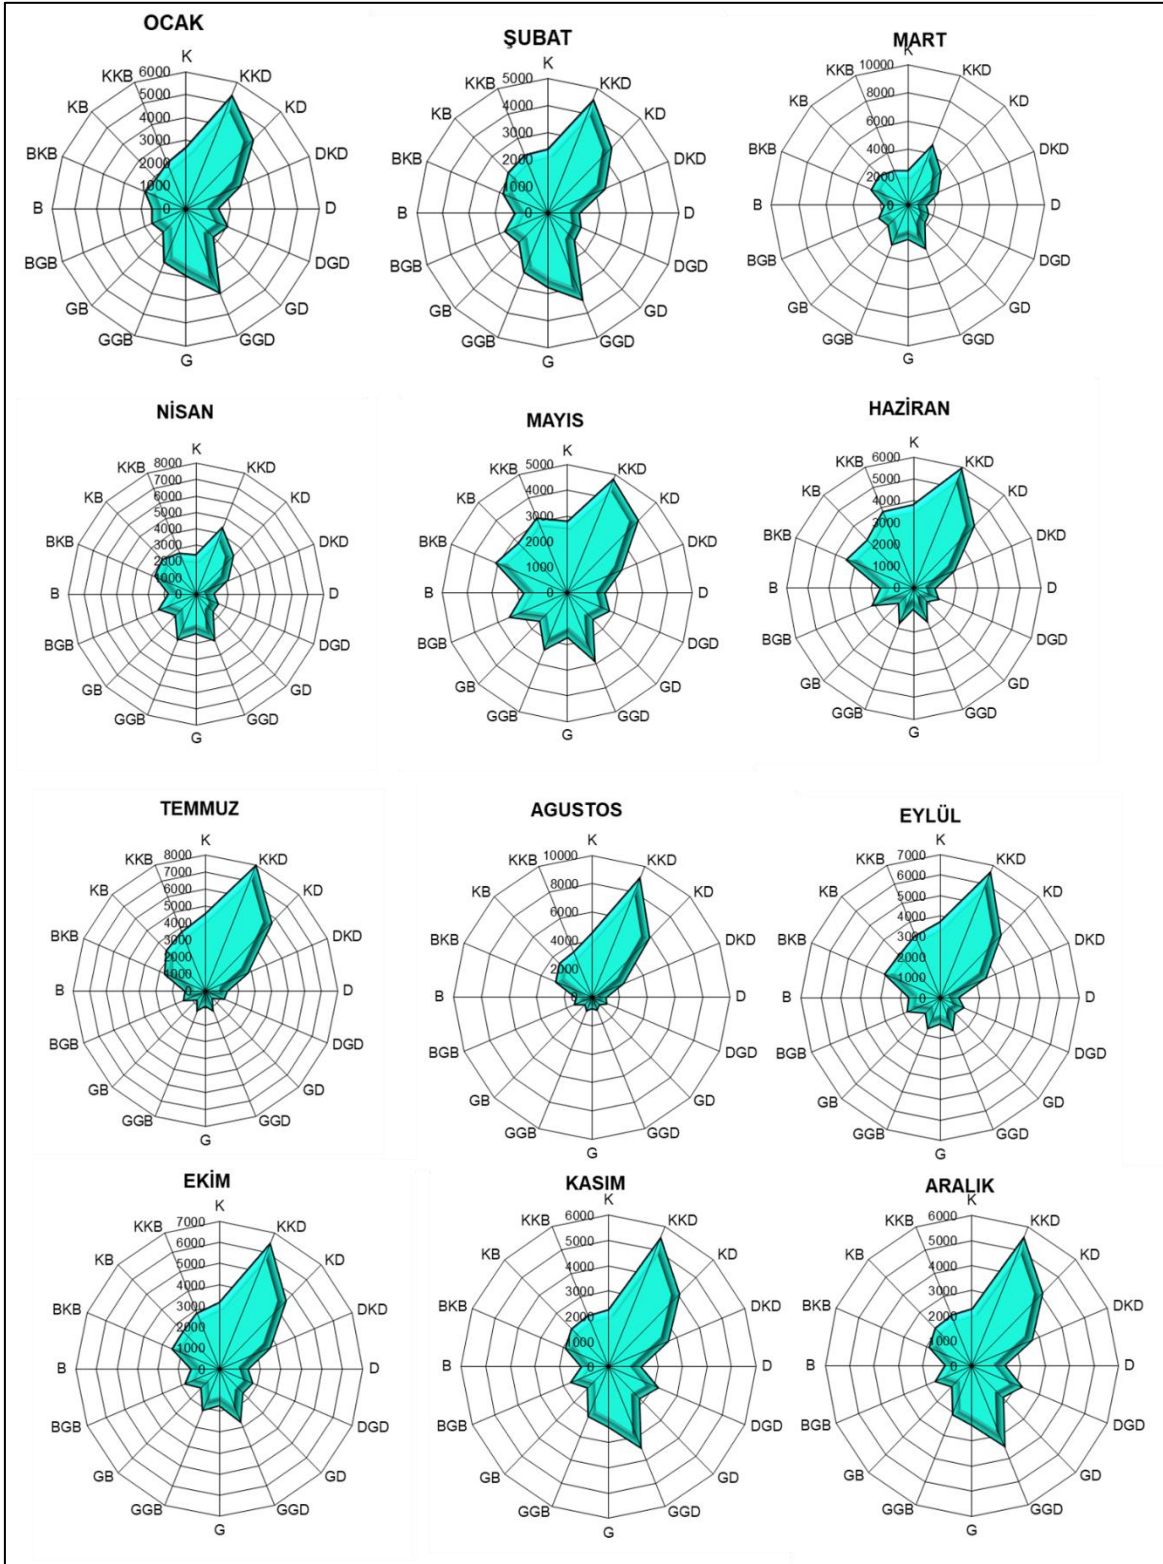 OCAK
K
KKB 6000 KKD
5000
KB 4000 KD
3000
BKB 2000 DKD
1000
B 0 D
BGB DGD
GB GD
GGB GGD
G
ŞUBAT
K
KKB 5000 KKD
4000
KB 3000 KD
BKB 2000 DKD
1000
B 0 D
BGB DGD
GB GD
GGB GGD
G
MART
K
KKB 10000 KKD
8000
KB 6000 KD
BKB 4000 DKD
2000
B 0 D
BGB DGD
GB GD
GGB GGD
G
NİSAN
K
KKB 8000 KKD
7000
6000
KB 5000 KD
4000
BKB 3000 DKD
2000
1000
B 0 D
BGB DGD
GB GD
GGB GGD
G
MAYIS
K
KKB 5000 KKD
4000
KB 3000 KD
BKB 2000 DKD
1000
B 0 D
BGB DGD
GB GD
GGB GGD
G
HAZİRAN
K
KKB 6000 KKD
5000
KB 4000 KD
3000
BKB 2000 DKD
1000
B 0 D
BGB DGD
GB GD
GGB GGD
G
TEMMUZ
K
KKB 8000 KKD
7000
6000
KB 5000 KD
4000
BKB 3000 DKD
2000
1000
B 0 D
BGB DGD
GB GD
GGB GGD
G
AGUSTOS
K
KKB 10000 KKD
8000
KB 6000 KD
BKB 4000 DKD
2000
B 0 D
BGB DGD
GB GD
GGB GGD
G
EYLÜL
K
KKB 7000 KKD
6000
KB 5000 KD
4000
BKB 3000 DKD
2000
1000
B 0 D
BGB DGD
GB GD
GGB GGD
G
EKİM
K
KKB 7000 KKD
6000
KB 5000 KD
4000
BKB 3000 DKD
2000
1000
B 0 D
BGB DGD
GB GD
GGB GGD
G
KASIM
K
KKB 6000 KKD
5000
KB 4000 KD
3000
BKB 2000 DKD
1000
B 0 D
BGB DGD
GB GD
GGB GGD
G
ARALIK
K
KKB 6000 KKD
5000
KB 4000 KD
3000
BKB 2000 DKD
1000
B 0 D
BGB DGD
GB GD
GGB GGD
G